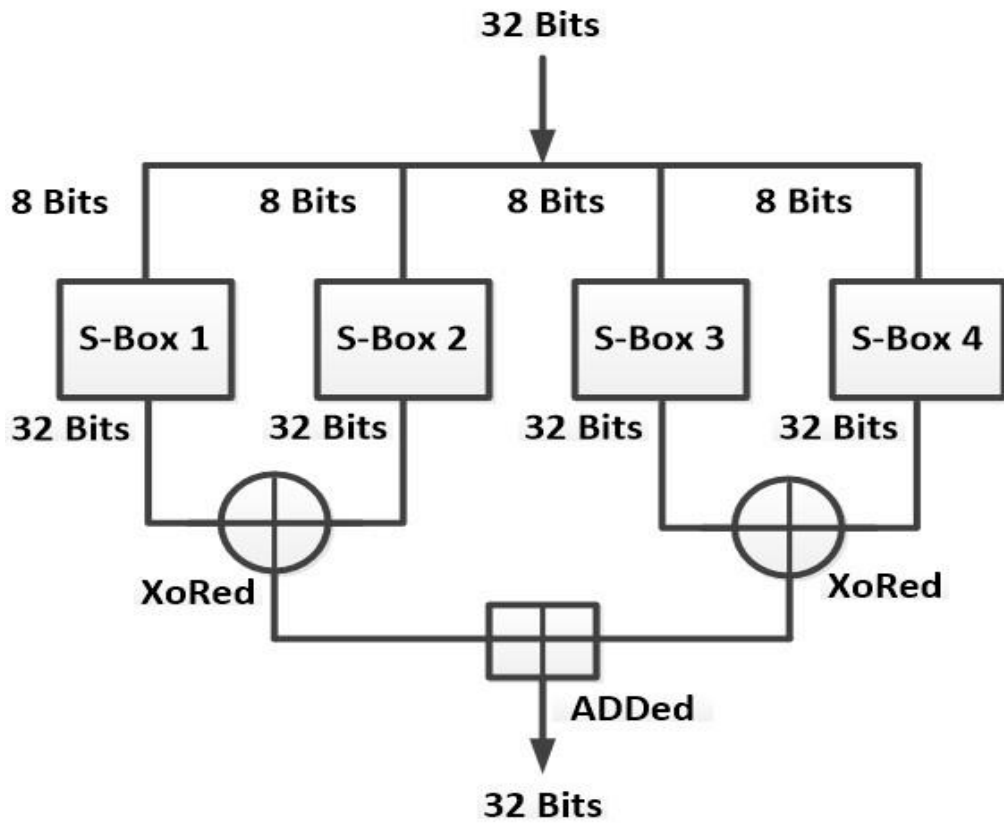 32 Bits
8 Bits
8 Bits
8 Bits
8 Bits
S-Box 1
S-Box 2
S-Box 3
S-Box 4
32 Bits
32 Bits
32 Bits
32 Bits
XoRed
XoRed
ADDed
32 Bits